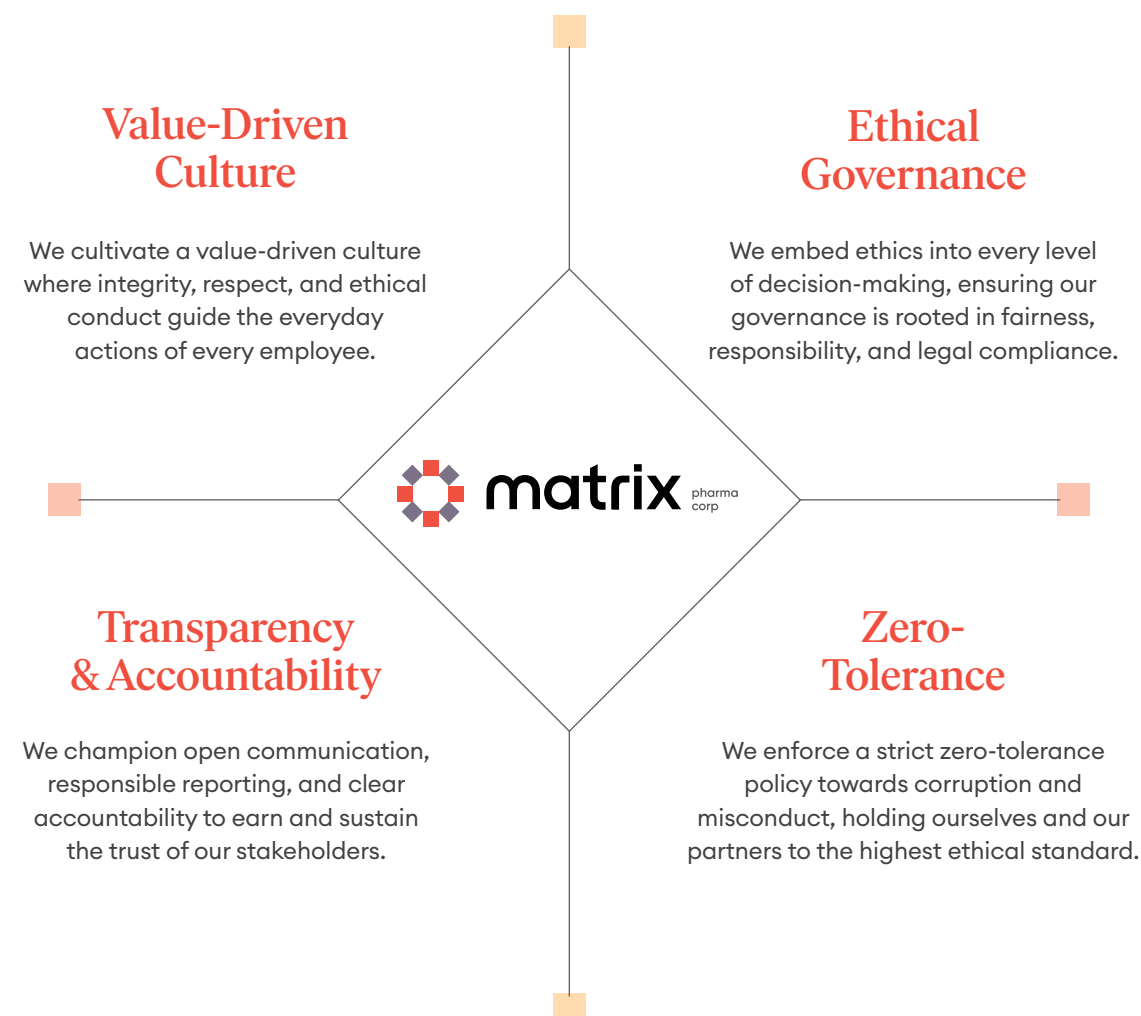 Value-Driven
Culture
We cultivate a value-driven culture
where integrity, respect, and ethical
conduct guide the everyday
actions of every employee.
Ethical
Governance
We embed ethics into every level
of decision-making, ensuring our
governance is rooted in fairness,
responsibility, and legal compliance.
matrix
pharma
corp
Transparency
& Accountability
We champion open communication,
responsible reporting, and clear
accountability to earn and sustain
the trust of our stakeholders.
Zero-
Tolerance
We enforce a strict zero-tolerance
policy towards corruption and
misconduct, holding ourselves and our
partners to the highest ethical standard.